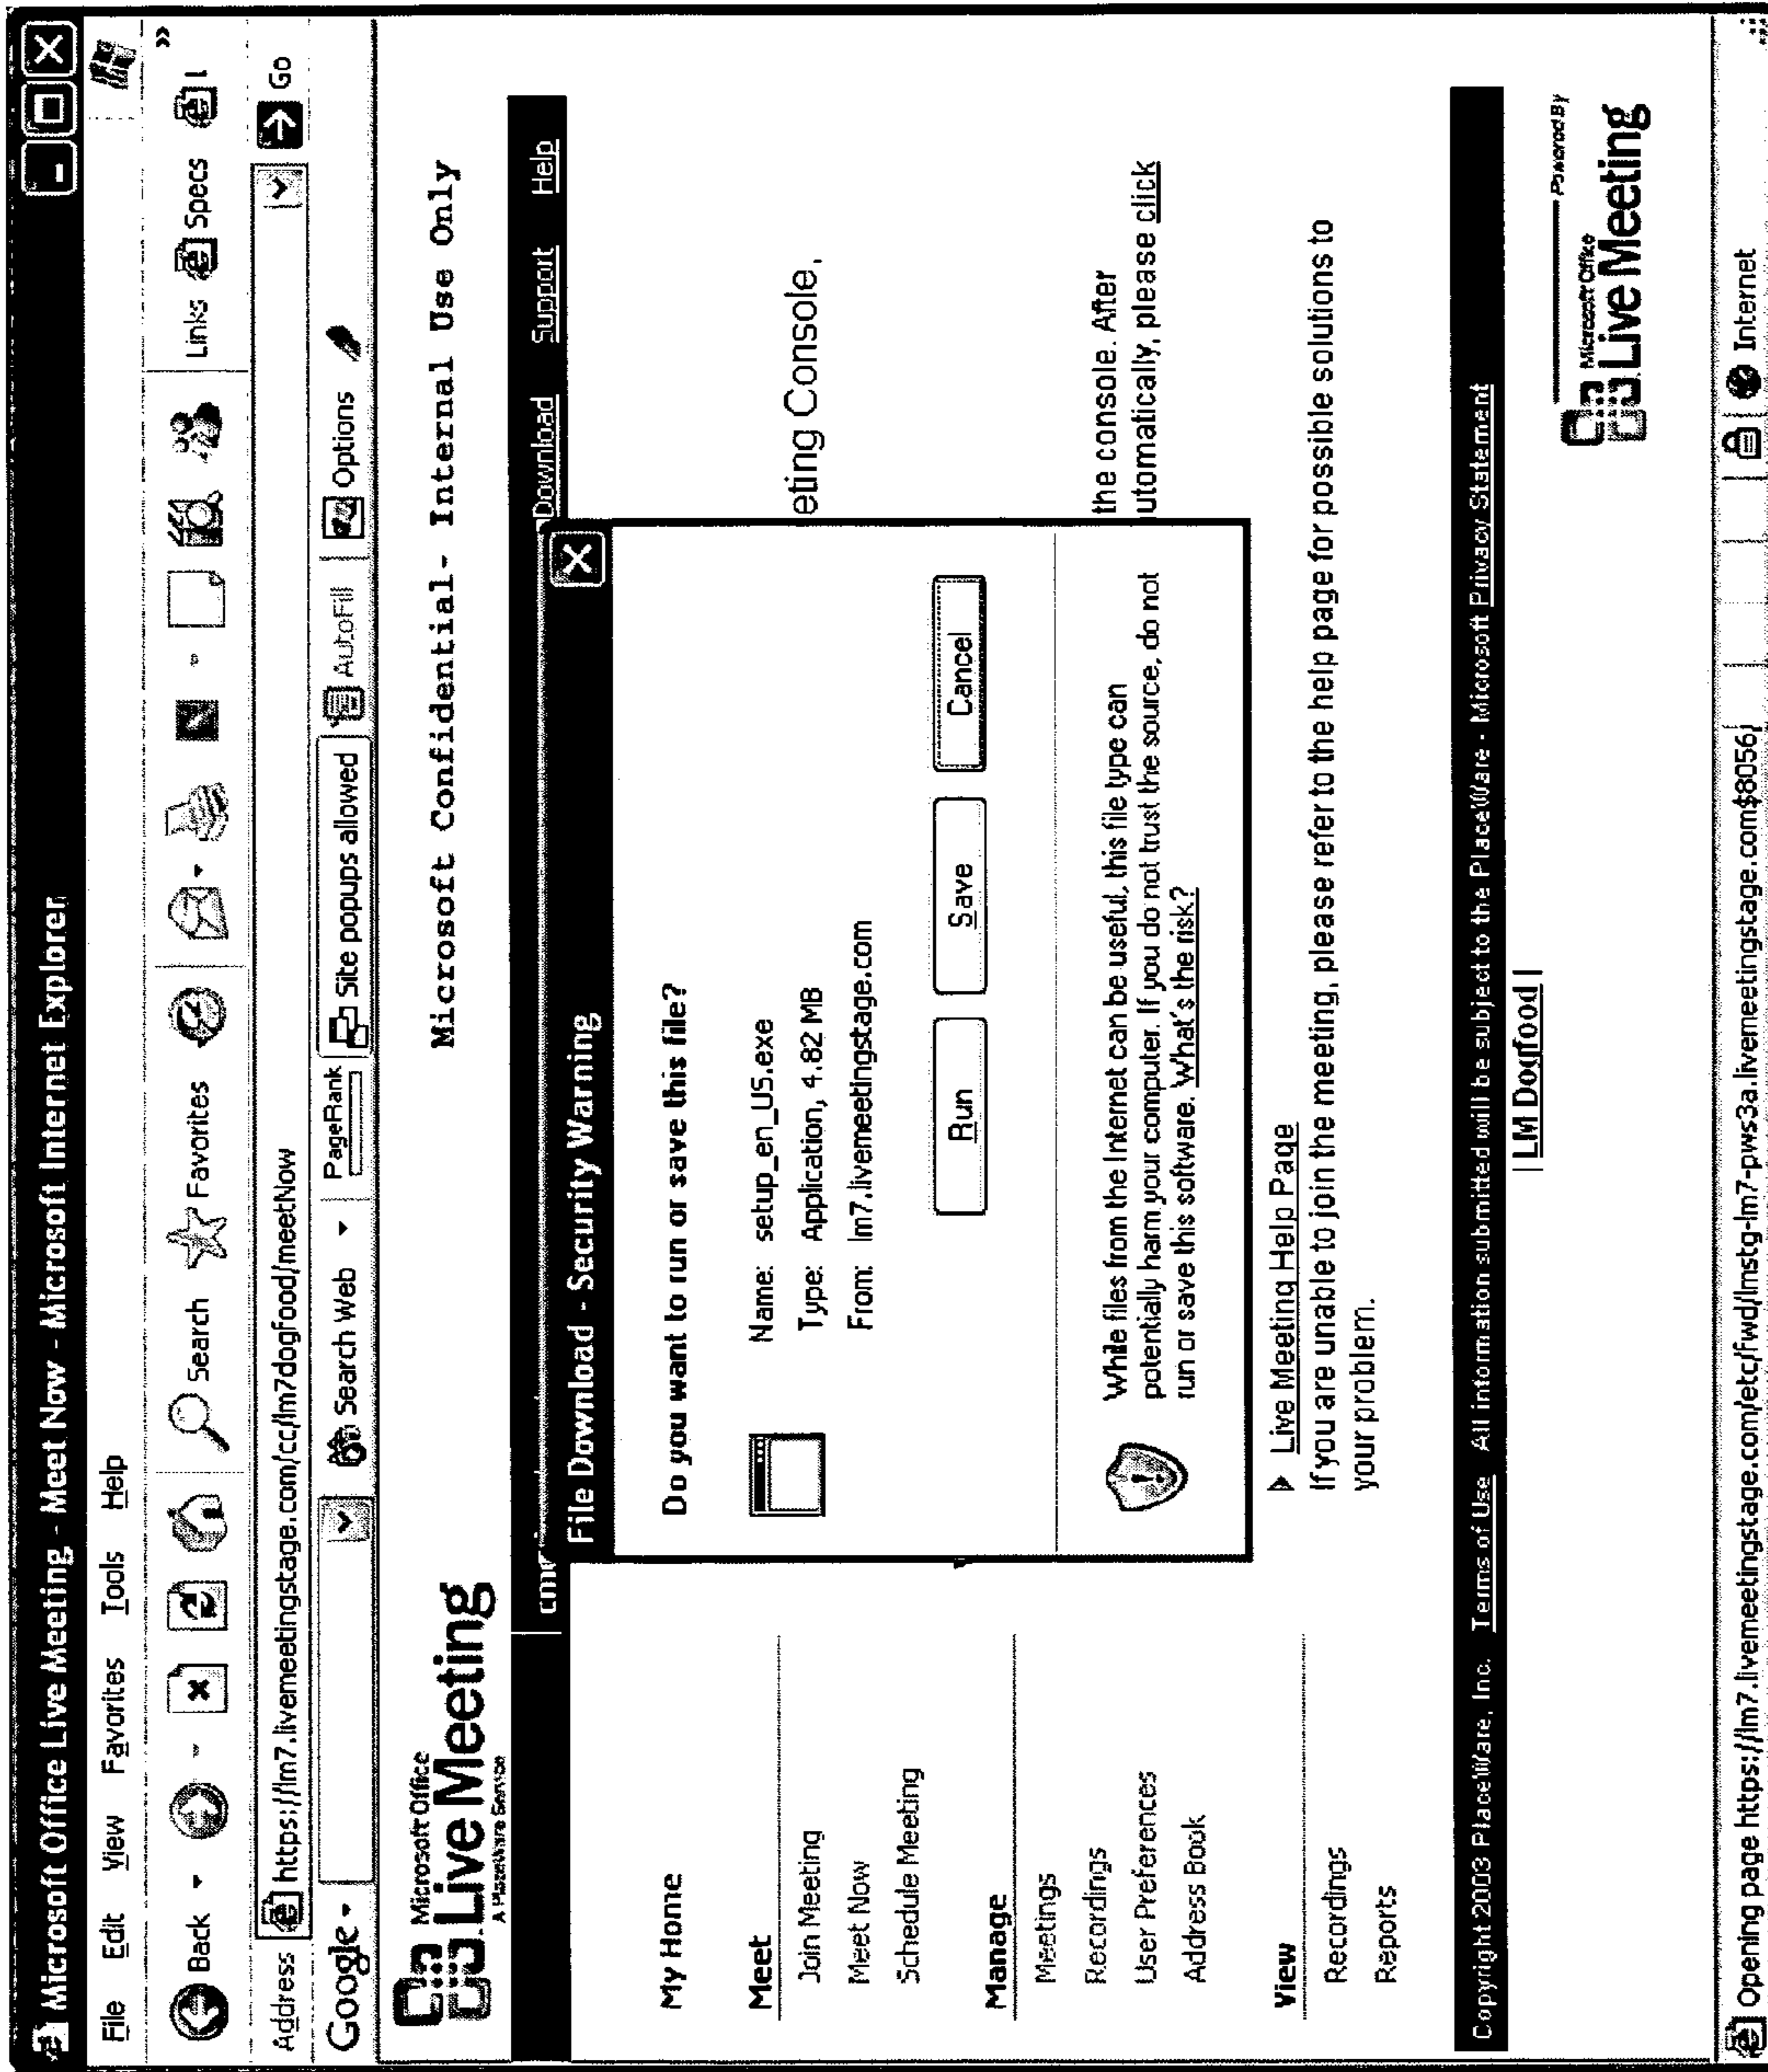 Microsoft Office Live Meeting - Meet Now - Microsoft Internet Explorer
File Edit View Favorites Tools Help
Back Search Favorites Links Specs
Address https://lm7.livemeetingstage.com/cc/lm7dogfood/meetNow Go
Google Search Web PageRank Site popups allowed AutoFill Options
Microsoft Office
Live Meeting
A PlaceWare Service
Microsoft Confidential- Internal Use Only
Download Support Help
My Home
Meet
Join Meeting
Meet Now
Schedule Meeting
Manage
Meetings
Recordings
User Preferences
Address Book
View
Recordings
Reports
File Download - Security Warning
Do you want to run or save this file?
Name: setup_en_US.exe
Type: Application, 4.82 MB
From: lm7.livemeetingstage.com
Run Save Cancel
While files from the Internet can be useful, this file type can
potentially harm your computer. If you do not trust the source, do not
run or save this software. What's the risk?
eting Console.
the console. After
utomatically, please click
Live Meeting Help Page
If you are unable to join the meeting, please refer to the help page for possible solutions to
your problem.
Copyright 2003 PlaceWare, Inc. Terms of Use All information submitted will be subject to the PlaceWare - Microsoft Privacy Statement
| LM Dogfood |
Powered By
Microsoft Office
Live Meeting
Opening page https://lm7.livemeetingstage.com/etc/fwd/lmstg-lm7-pws3a.livemeetingstage.com$8056/ Internet